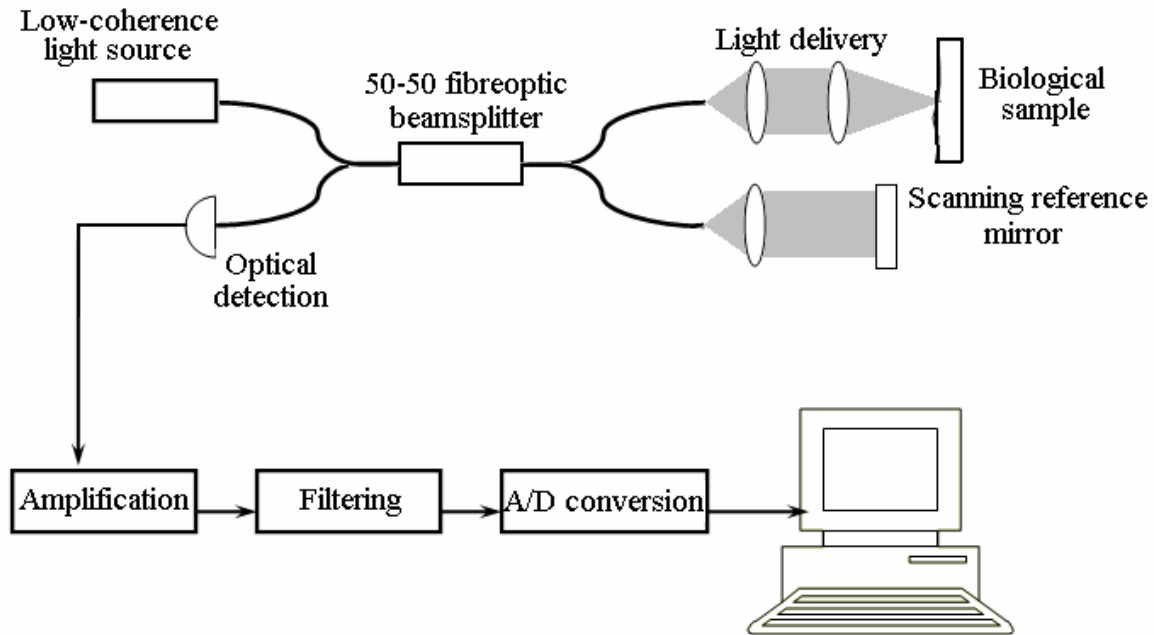 Low-coherence
light source
50-50 fibreoptic
beamsplitter
Light delivery
Biological
sample
Scanning reference
mirror
Optical
detection
Amplification
Filtering
A/D conversion